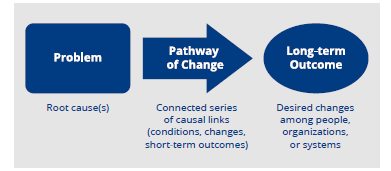 Problem
Pathway
of Change
Long-term
Outcome
Root cause(s)
Connected series
of causal links
(conditions, changes,
short-term outcomes)
Desired changes
among people,
organizations,
or systems